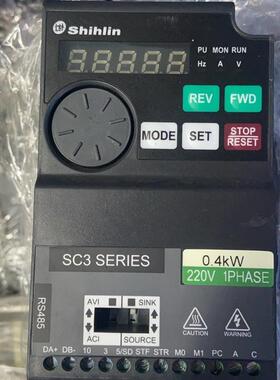 Shihlin
PU MON RUN
Hz A V
REV FWD
MODE SET STOP RESET
SC3 SERIES
0.4kW
220V 1PHASE
RS485
AVI SINK
ACI SOURCE
CAUTION WARNING
DA+ DB- 10 3 5/SD STF STR M0 M1 PC A C